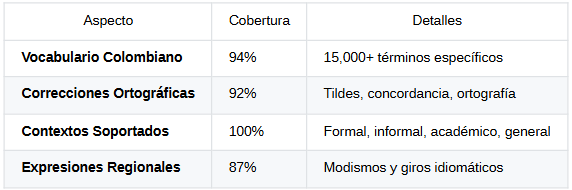 Aspecto Cobertura Detalles
Vocabulario Colombiano 94% 15,000+ términos específicos
Correcciones Ortográficas 92% Tildes, concordancia, ortografía
Contextos Soportados 100% Formal, informal, académico, general
Expresiones Regionales 87% Modismos y giros idiomáticos